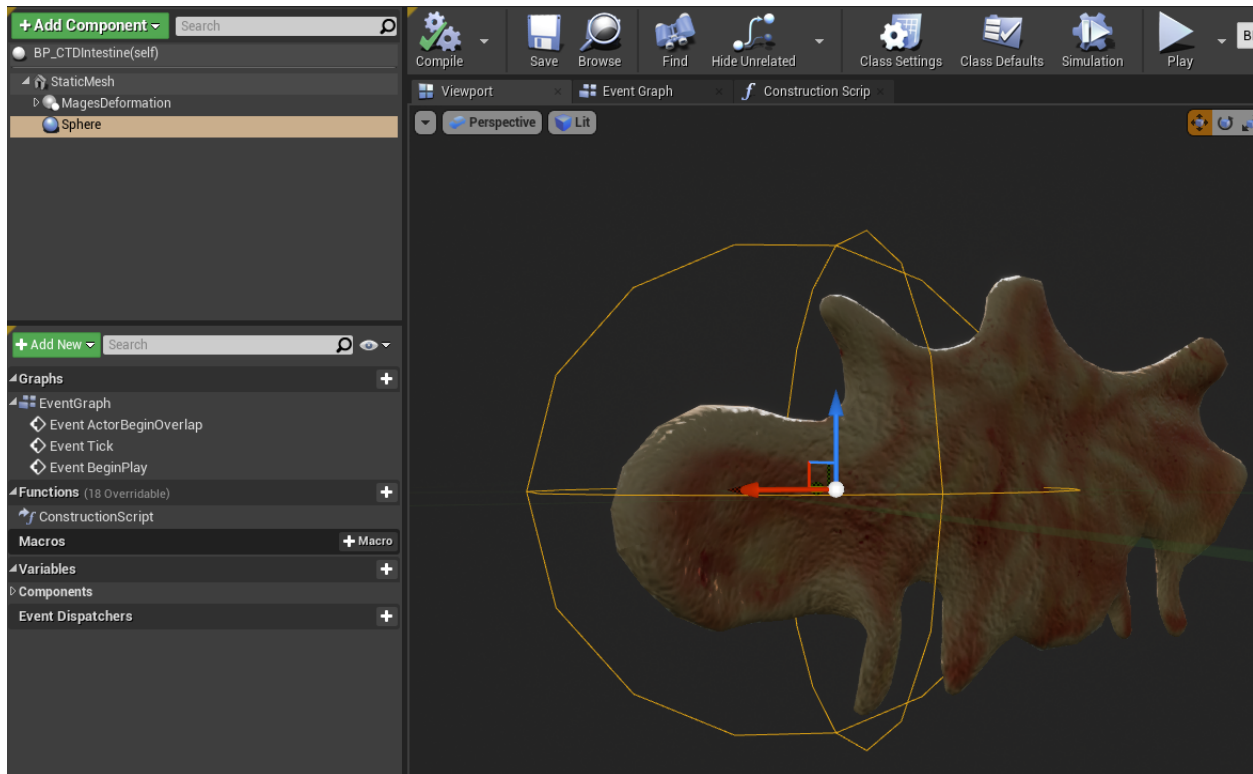 Add Component
Search
BP_CTDIntestine(self)
StaticMesh
MagesDeformation
Sphere
Add New
Search
Graphs
EventGraph
Event ActorBeginOverlap
Event Tick
Event BeginPlay
Functions (18 Overridable)
ConstructionScript
Macros
Macro
Variables
Components
Event Dispatchers
Compile
Save
Browse
Find
Hide Unrelated
Class Settings
Class Defaults
Simulation
Play
B
Viewport
Event Graph
Construction Scrip
Perspective
Lit